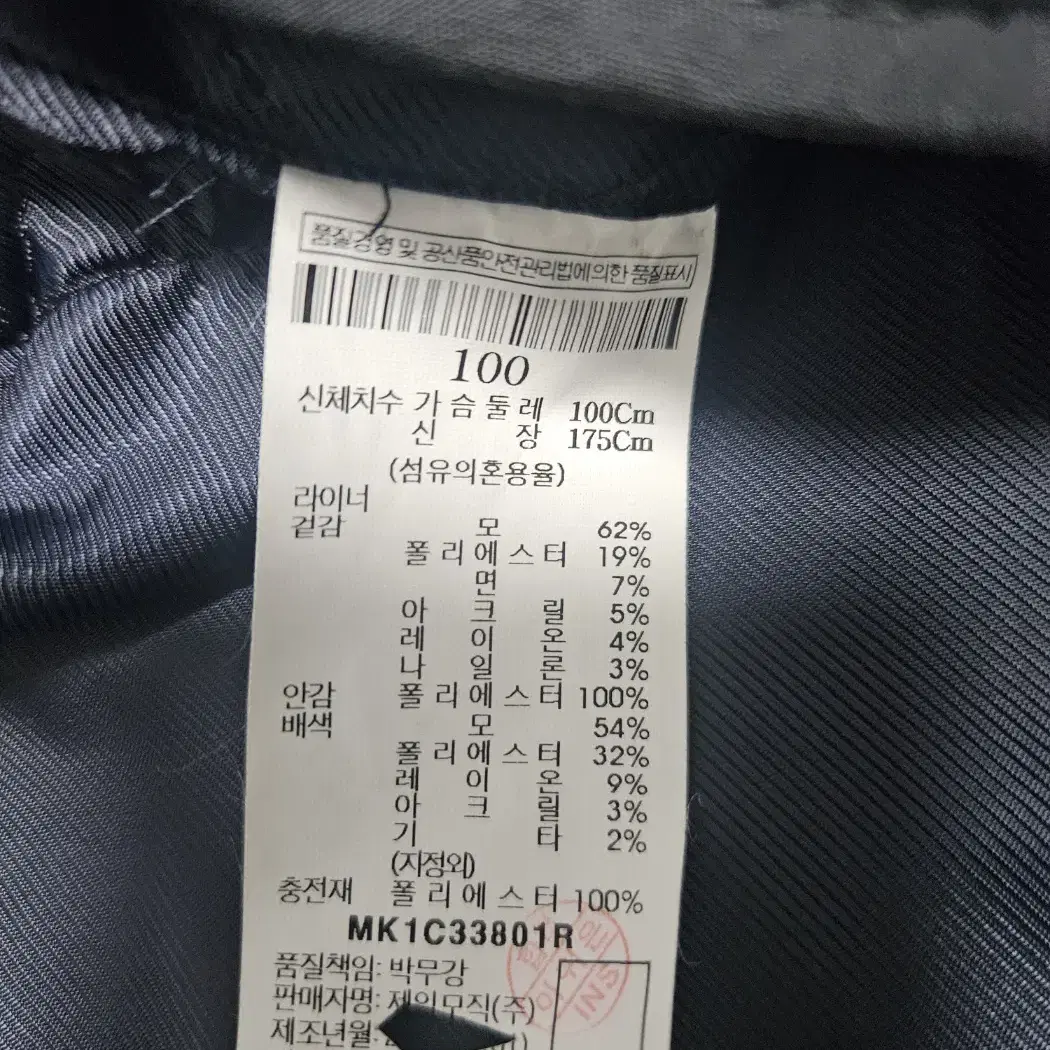 품질경영 및 공산품안전관리법에의한 품질표시
100
신체치수 가슴둘레 100Cm
신장 175Cm
(섬유의혼용율)
라이너
겉감 모 62%
폴리에스터 19%
면 7%
아크릴 5%
레이온 4%
나일론 3%
안감 폴리에스터 100%
배색 모 54%
폴리에스터 32%
레이온 9%
아크릴 3%
기타 2%
(지정외)
충전재 폴리에스터 100%
MK1C33801R
품질책임: 박무강
판매자명: 제일모직(주)
제조년월: